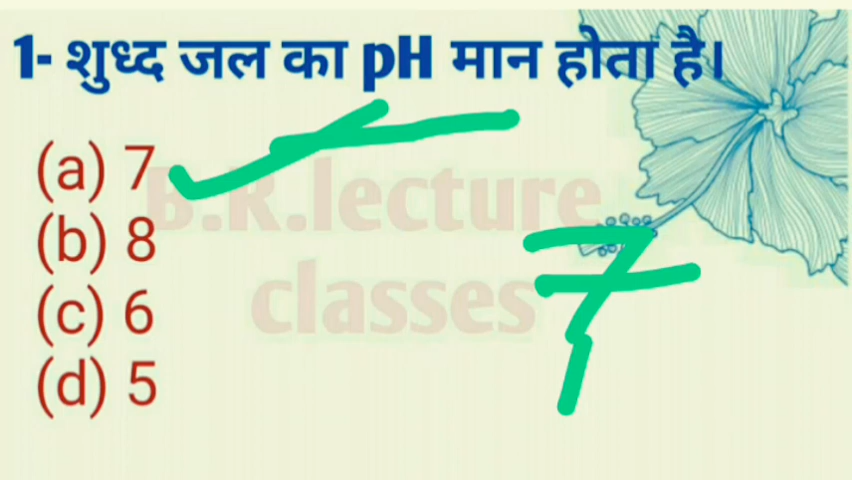 1- शुध्द जल का pH मान होता है।
(a) 7
(b) 8
(c) 6
(d) 5
B.R.lecture
classes
7